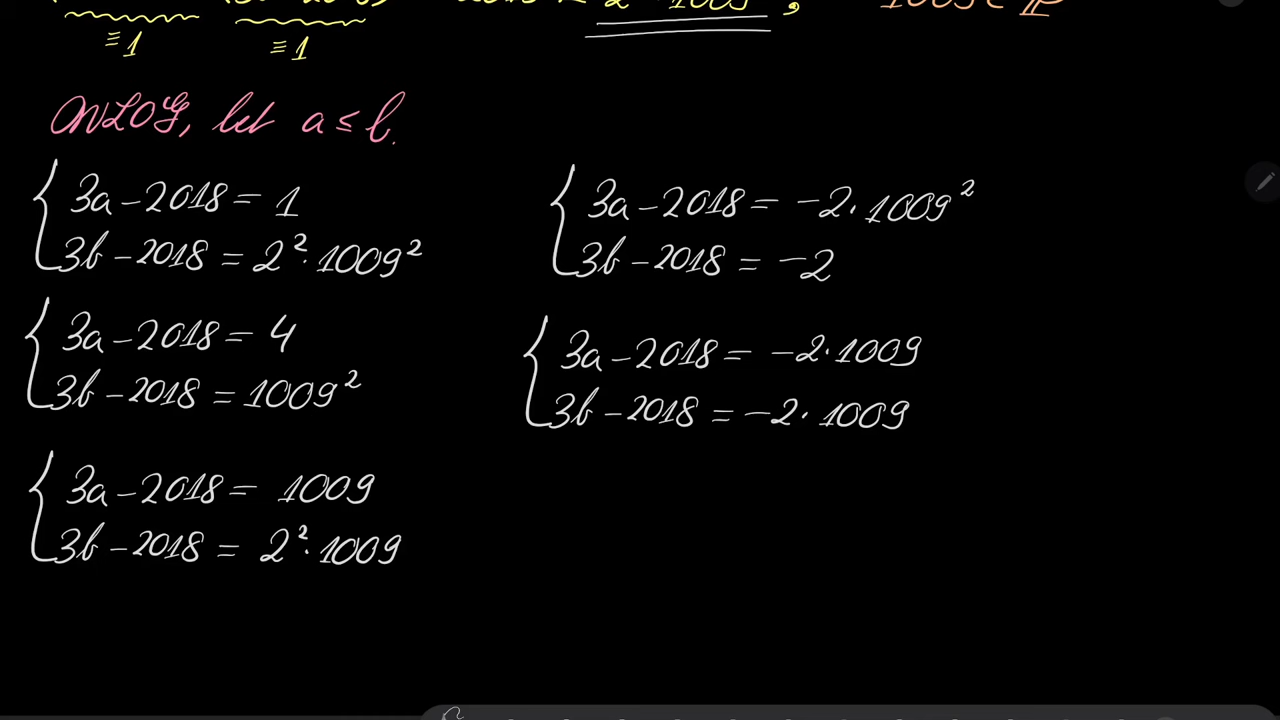 ≡1 ≡1
WLOG, let a ≤ b.
3a - 2018 = 1
3b - 2018 = 2² · 1009²
3a - 2018 = 4
3b - 2018 = 1009²
3a - 2018 = 1009
3b - 2018 = 2² · 1009
3a - 2018 = -2 · 1009²
3b - 2018 = -2
3a - 2018 = -2 · 1009
3b - 2018 = -2 · 1009